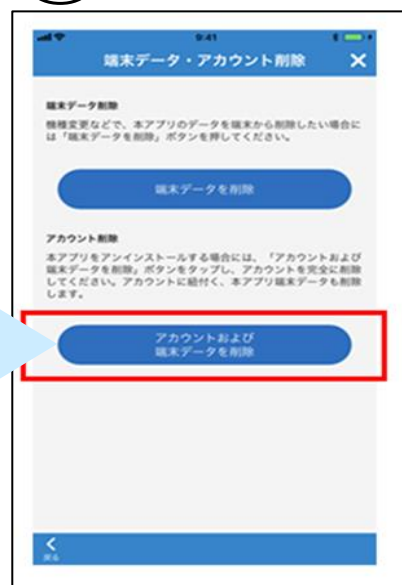 9:41
端末データ・アカウント削除 ×
端末データ削除
機種変更などで、本アプリのデータを端末から削除したい場合に
は「端末データを削除」ボタンを押してください。
端末データを削除
アカウント削除
本アプリをアンインストールする場合には、「アカウントおよび
端末データを削除」ボタンをタップし、アカウントを完全に削除
してください。アカウントに紐付く、本アプリ端末データも削除
します。
アカウントおよび
端末データを削除
戻る